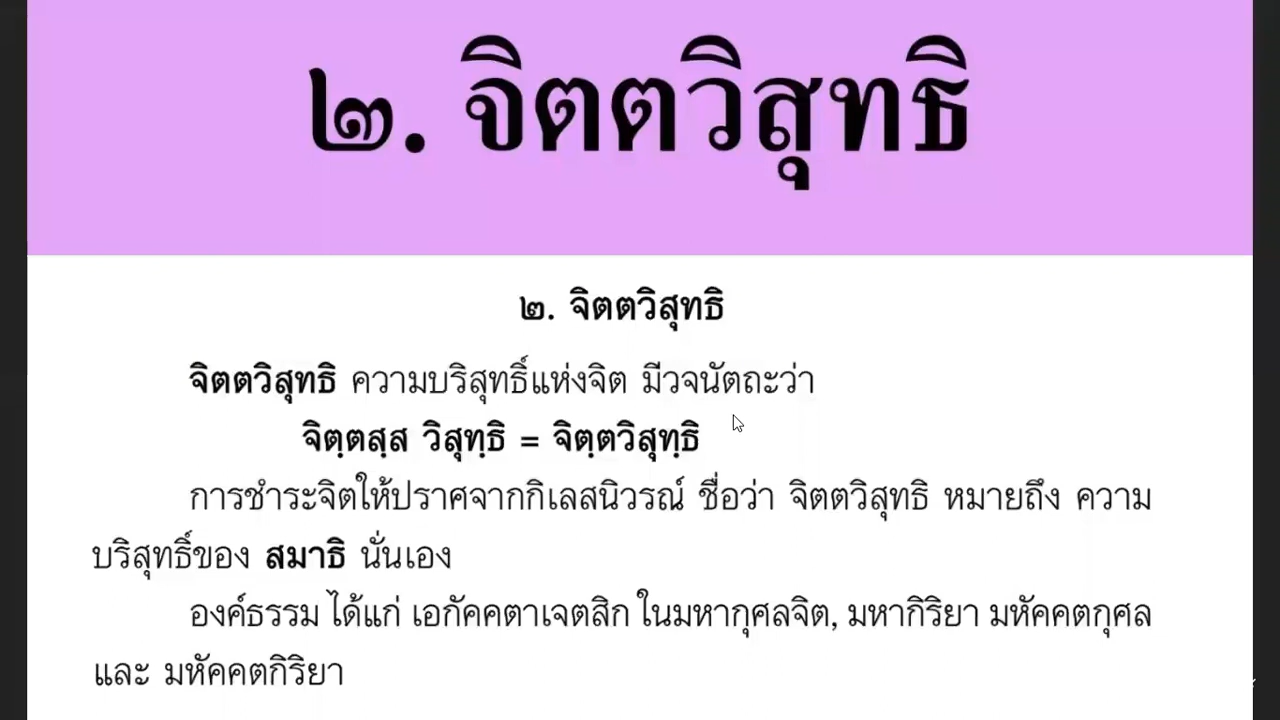 ๒. จิตตวิสุทธิ
๒. จิตตวิสุทธิ
จิตตวิสุทธิ ความบริสุทธิ์แห่งจิต มีวจนัตถะว่า
จิตฺตสฺส วิสุทฺธิ = จิตฺตวิสุทฺธิ
การชำระจิตให้ปราศจากกิเลสนิวรณ์ ชื่อว่า จิตตวิสุทธิ หมายถึง ความ
บริสุทธิ์ของ สมาธิ นั่นเอง
องค์ธรรม ได้แก่ เอกัคคตาเจตสิก ในมหากุศลจิต, มหากิริยา มหัคคตกุศล
และ มหัคคตกิริยา